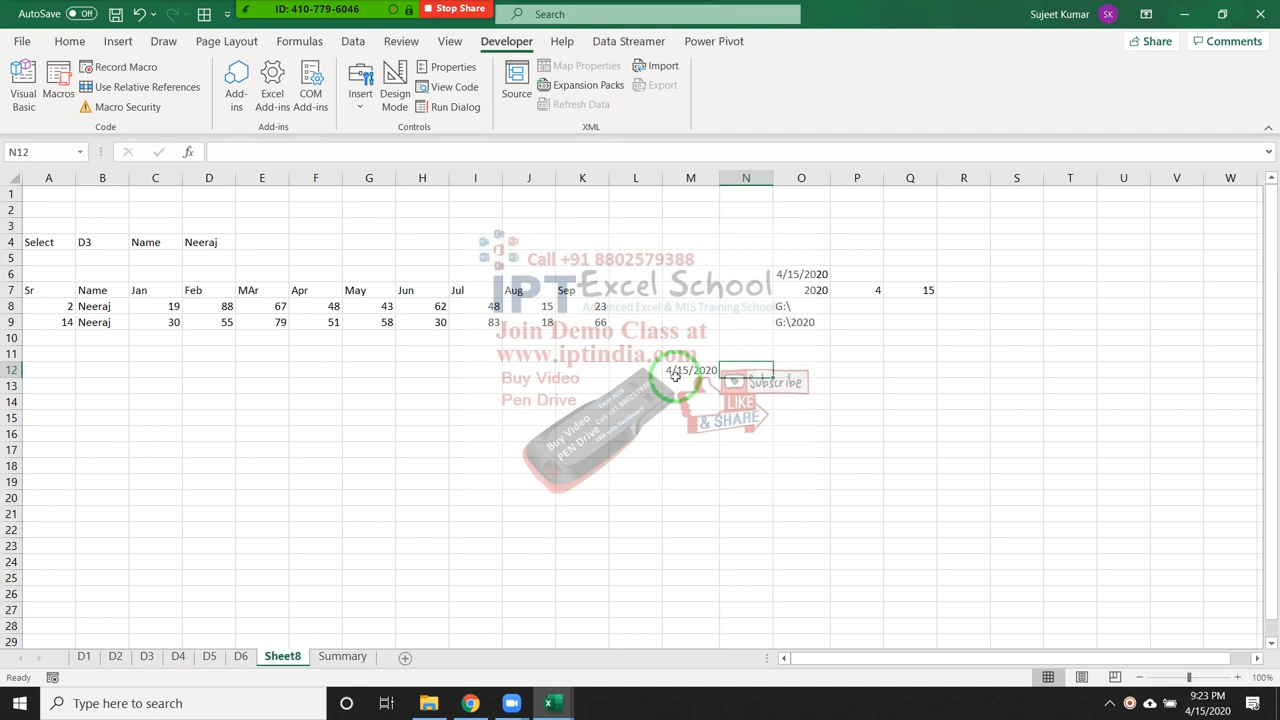 AutoSave Off
ID: 410-779-6046
Stop Share
Search
Sujeet Kumar
SK
File Home Insert Draw Page Layout Formulas Data Review View Developer Help Data Streamer Power Pivot
Share Comments
Visual Basic
Macros
Record Macro
Use Relative References
Macro Security
Code
Add-ins
Excel Add-ins
COM Add-ins
Add-ins
Insert
Design Mode
Properties
View Code
Run Dialog
Controls
Source
Map Properties
Expansion Packs
Refresh Data
Import
Export
XML
N12
fx
A B C D E F G H I J K L M N O P Q R S T U V W
1
2
3
4 Select D3 Name Neeraj
5
Call +91 8802579388
6 4/15/2020
IPT Excel School
7 Sr Name Jan Feb MAr Apr May Jun Jul Aug Sep 2020 4 15
Advanced Excel & MIS Training School
8 2 Neeraj 19 88 67 48 43 62 48 15 23 G:\
9 14 Neeraj 30 55 79 51 58 30 83 18 66 G:\2020
Join Demo Class at
10
11
www.iptindia.com
12 4/15/2020
Buy Video
Pen Drive
Subscribe
LIKE
& SHARE
Buy Video
PEN Drive
13
14
15
16
17
18
19
20
21
22
23
24
25
26
27
28
29
D1 D2 D3 D4 D5 D6 Sheet8 Summary
Ready
100%
Type here to search
9:23 PM
4/15/2020